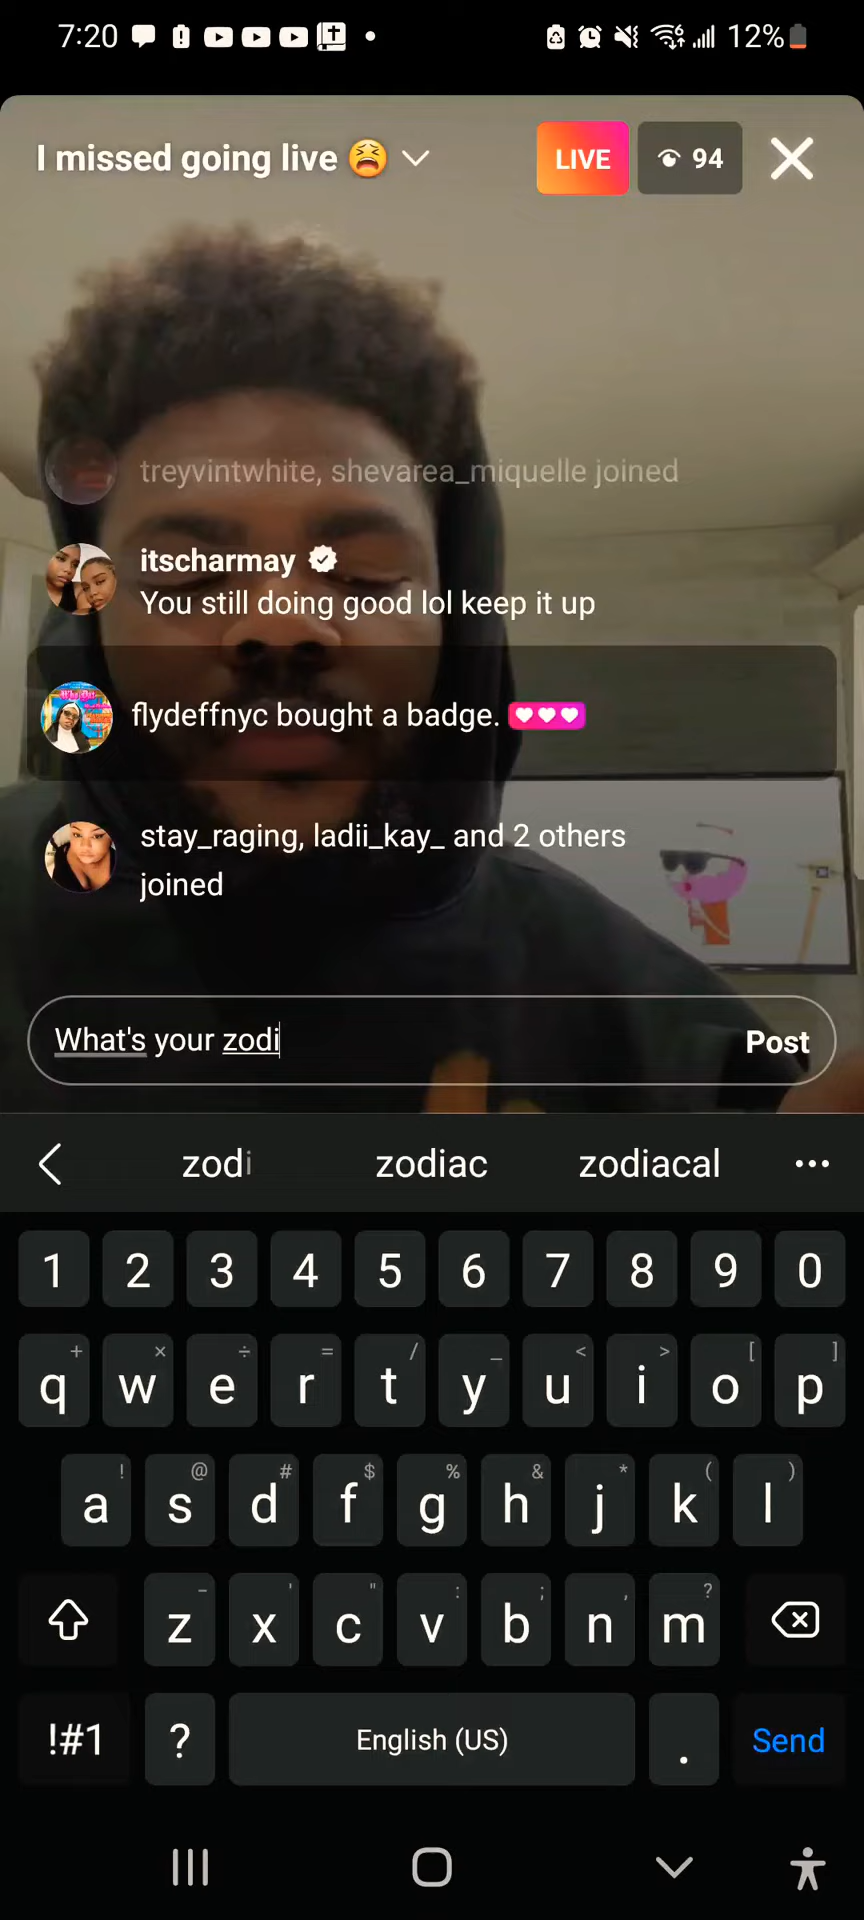 7:20 12%
I missed going live 😫 LIVE 94
treyvintwhite, shevarea_miquelle joined
itscharmay
You still doing good lol keep it up
flydeffnyc bought a badge.
stay_raging, ladii_kay_ and 2 others
joined
What's your zodi Post
zodi zodiac zodiacal ...
1 2 3 4 5 6 7 8 9 0
+ × ÷ = / _ < > [ ]
q w e r t y u i o p
! @ # $ % & * ( )
a s d f g h j k l
- ' " : ; , ?
z x c v b n m
!#1 ? English (US) . Send